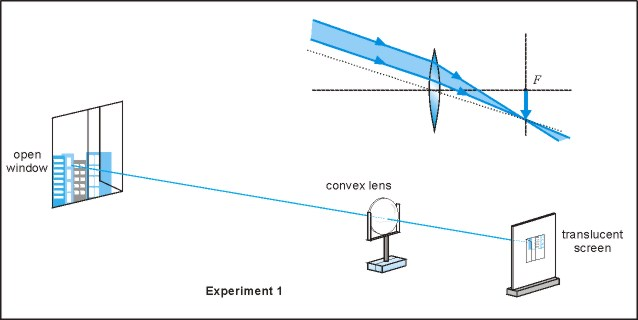 F
open
window
convex lens
translucent
screen
Experiment 1